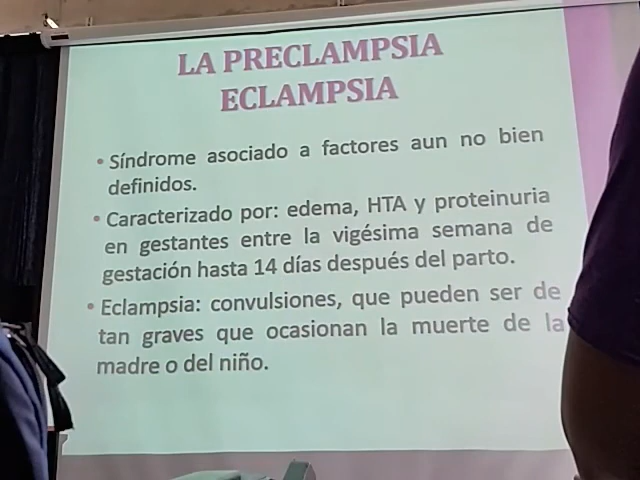 LA PRECLAMPSIA
ECLAMPSIA
• Síndrome asociado a factores aun no bien
definidos.
• Caracterizado por: edema, HTA y proteinuria
en gestantes entre la vigésima semana de
gestación hasta 14 días después del parto.
• Eclampsia: convulsiones, que pueden ser de
tan graves que ocasionan la muerte de la
madre o del niño.